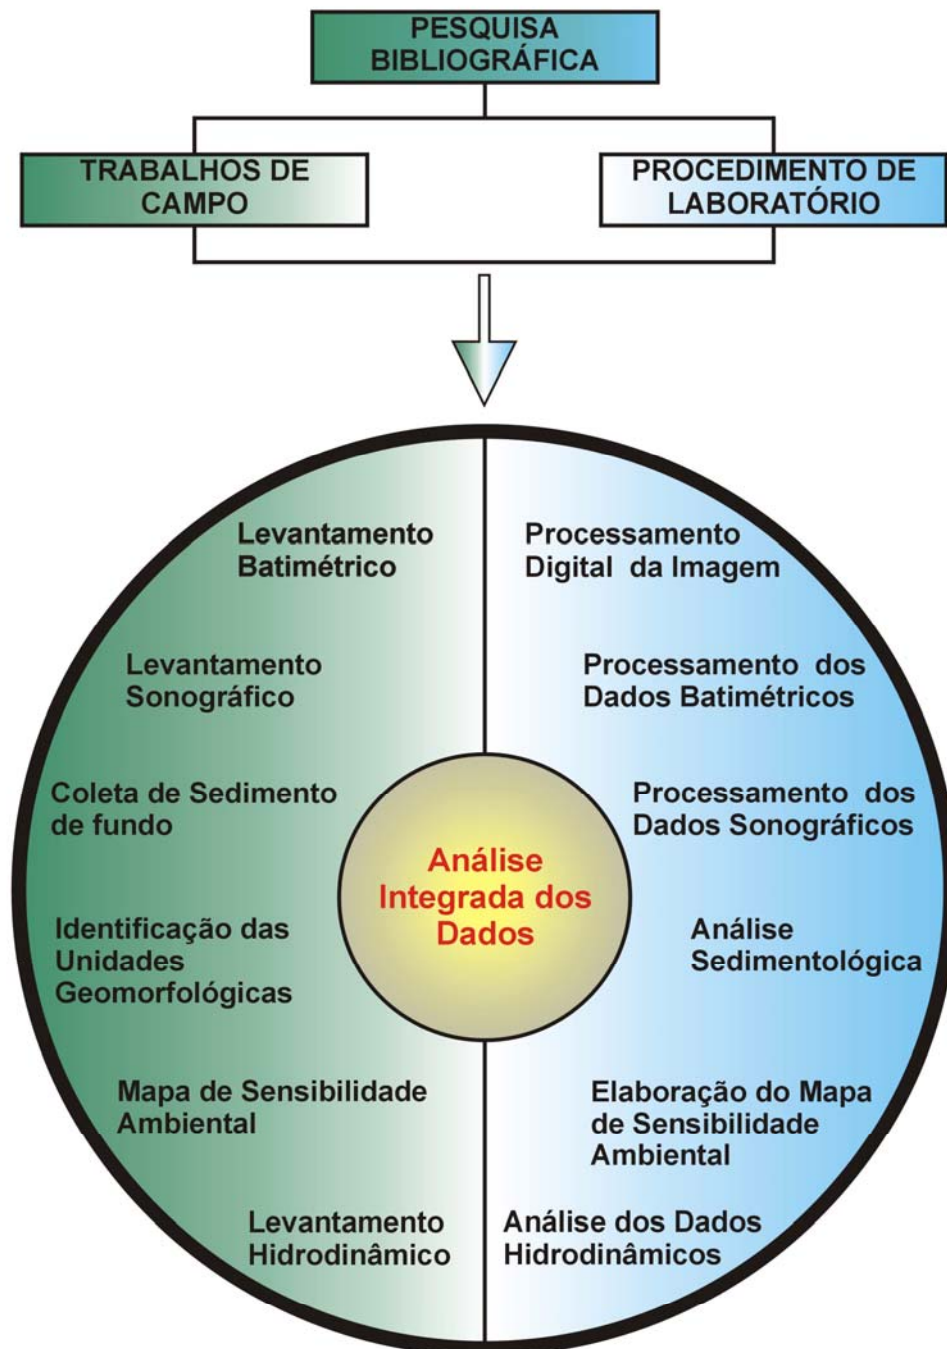 PESQUISA
BIBLIOGRÁFICA
TRABALHOS DE
CAMPO
PROCEDIMENTO DE
LABORATÓRIO
Levantamento
Batimétrico
Levantamento
Sonográfico
Coleta de Sedimento
de fundo
Identificação das
Unidades
Geomorfológicas
Mapa de Sensibilidade
Ambiental
Levantamento
Hidrodinâmico
Análise
Integrada dos
Dados
Processamento
Digital da Imagem
Processamento dos
Dados Batimétricos
Processamento dos
Dados Sonográficos
Análise
Sedimentológica
Elaboração do Mapa
de Sensibilidade
Ambiental
Análise dos Dados
Hidrodinâmicos